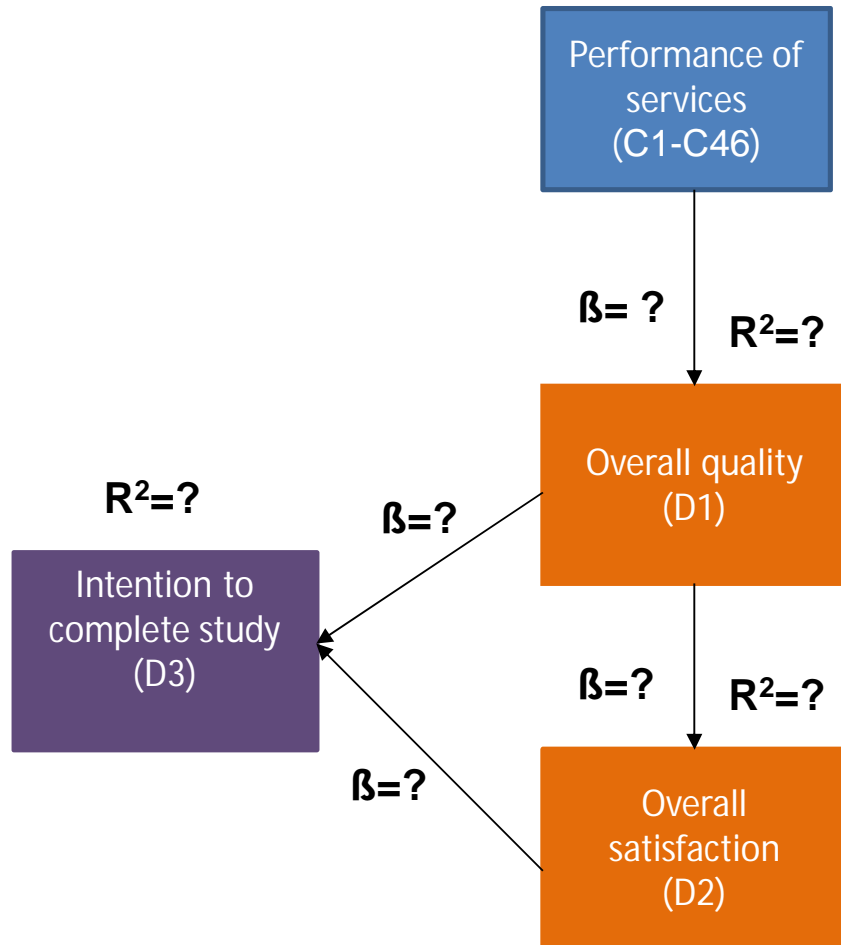 Performance of
services
(C1-C46)
ß= ?
R²=?
Overall quality
(D1)
R²=?
ß=?
Intention to
complete study
(D3)
ß=?
R²=?
ß=?
Overall
satisfaction
(D2)